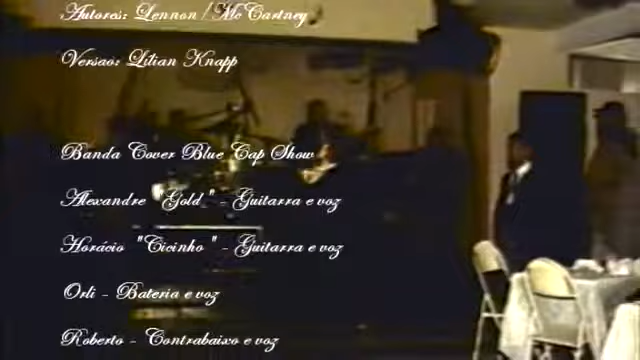 Autores: Lennon / McCartney
Versao: Lilian Knapp
Banda Cover Blue Cap Show
Alexandre "Gold" - Guitarra e voz
Horácio "Cicinho" - Guitarra e voz
Orli - Bateria e voz
Roberto - Contrabaixo e voz